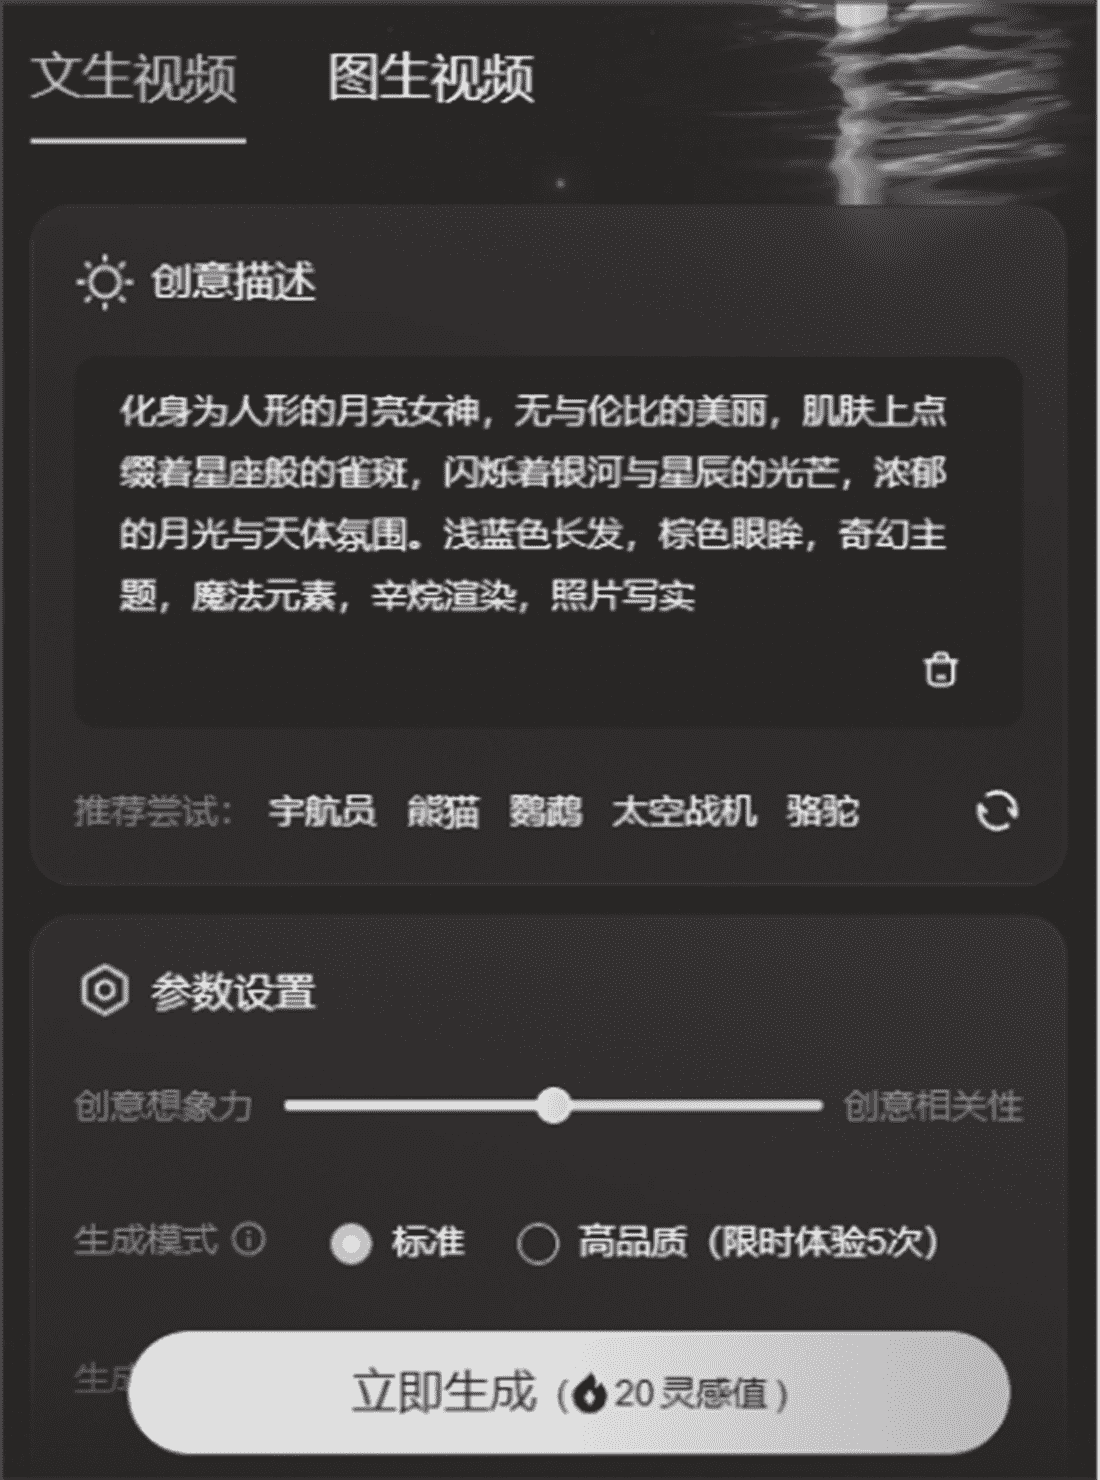 文生视频 图生视频
创意描述
化身为人形的月亮女神，无与伦比的美丽，肌肤上点
缀着星座般的雀斑，闪烁着银河与星辰的光芒，浓郁
的月光与天体氛围。浅蓝色长发，棕色眼眸，奇幻主
题，魔法元素，辛烷渲染，照片写实
推荐尝试： 宇航员 熊猫 鹦鹉 太空战机 骆驼
参数设置
创意想象力 创意相关性
生成模式 标准 高品质（限时体验5次）
生成
立即生成（20灵感值）